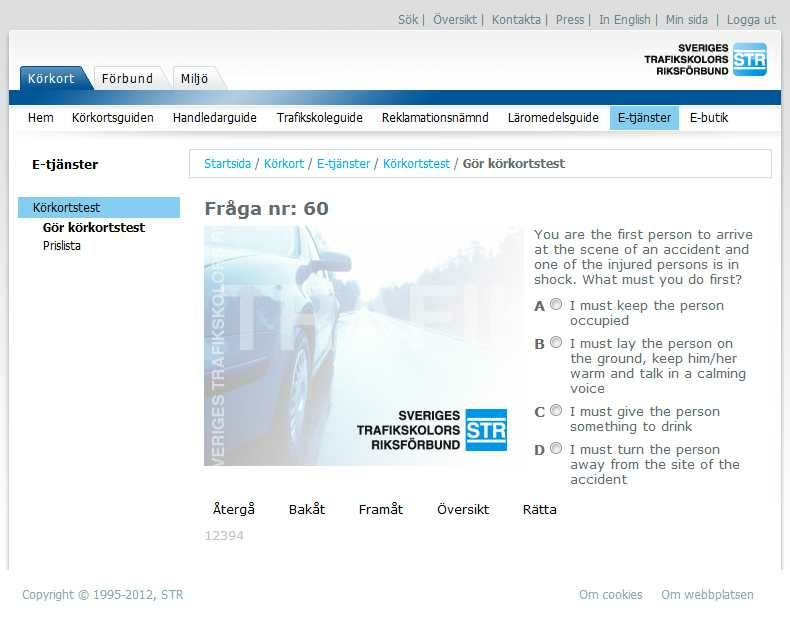 Sök | Översikt | Kontakta | Press | In English | Min sida | Logga ut
SVERIGES
TRAFIKSKOLORS
RIKSFÖRBUND
STR
Körkort Förbund Miljö
Hem Körkortsguiden Handledarguide Trafikskoleguide Reklamationsnämnd Läromedelsguide E-tjänster E-butik
E-tjänster
Startsida / Körkort / E-tjänster / Körkortstest / Gör körkortstest
Körkortstest
Gör körkortstest
Prislista
Fråga nr: 60
SVERIGES TRAFIKSKOLOR
SVERIGES
TRAFIKSKOLORS
RIKSFÖRBUND
STR
You are the first person to arrive
at the scene of an accident and
one of the injured persons is in
shock. What must you do first?
A I must keep the person
occupied
B I must lay the person on
the ground, keep him/her
warm and talk in a calming
voice
C I must give the person
something to drink
D I must turn the person
away from the site of the
accident
Återgå Bakåt Framåt Översikt Rätta
12394
Copyright © 1995-2012, STR Om cookies Om webbplatsen